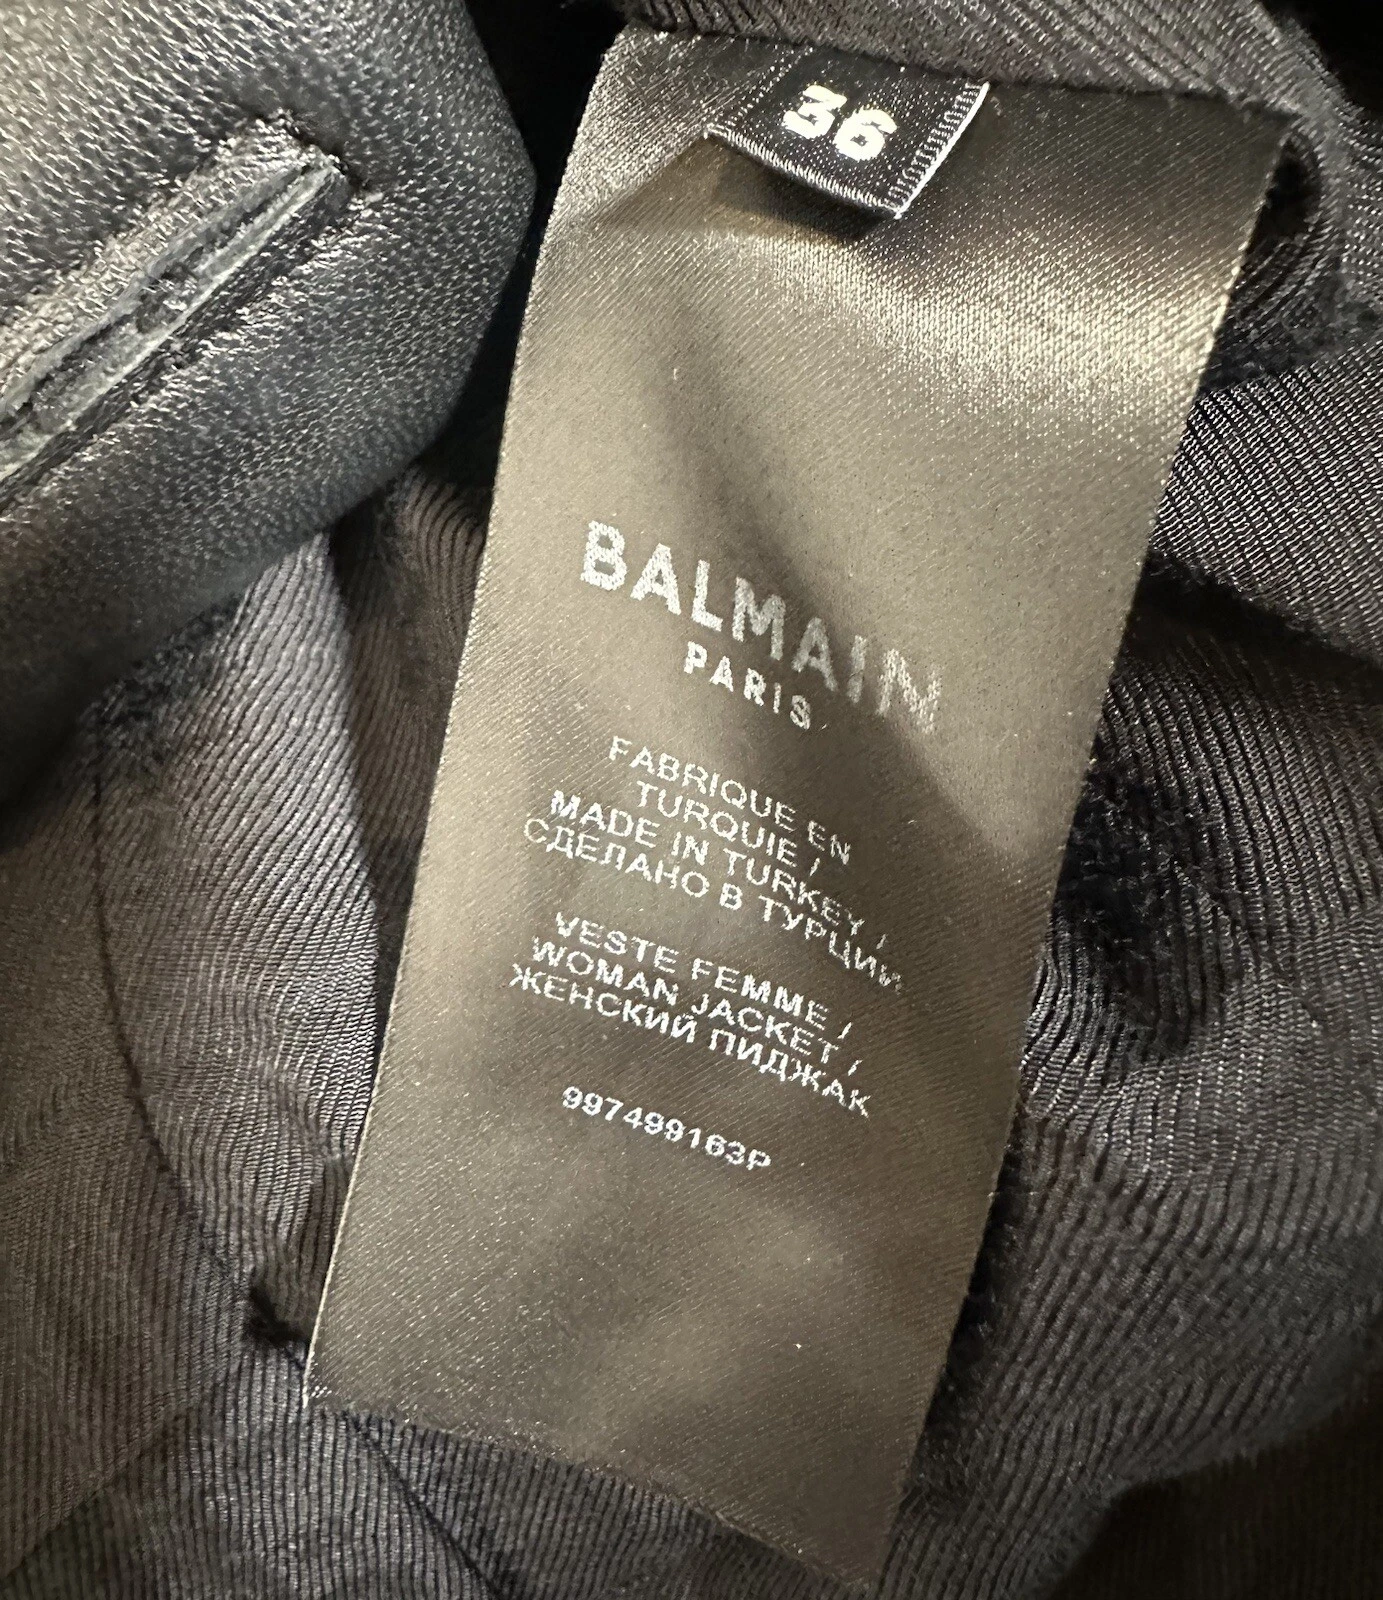 36
BALMAIN
PARIS
FABRIQUE EN
TURQUIE /
MADE IN TURKEY /
СДЕЛАНО В ТУРЦИИ
VESTE FEMME /
WOMAN JACKET /
ЖЕНСКИЙ ПИДЖАК
997499163P